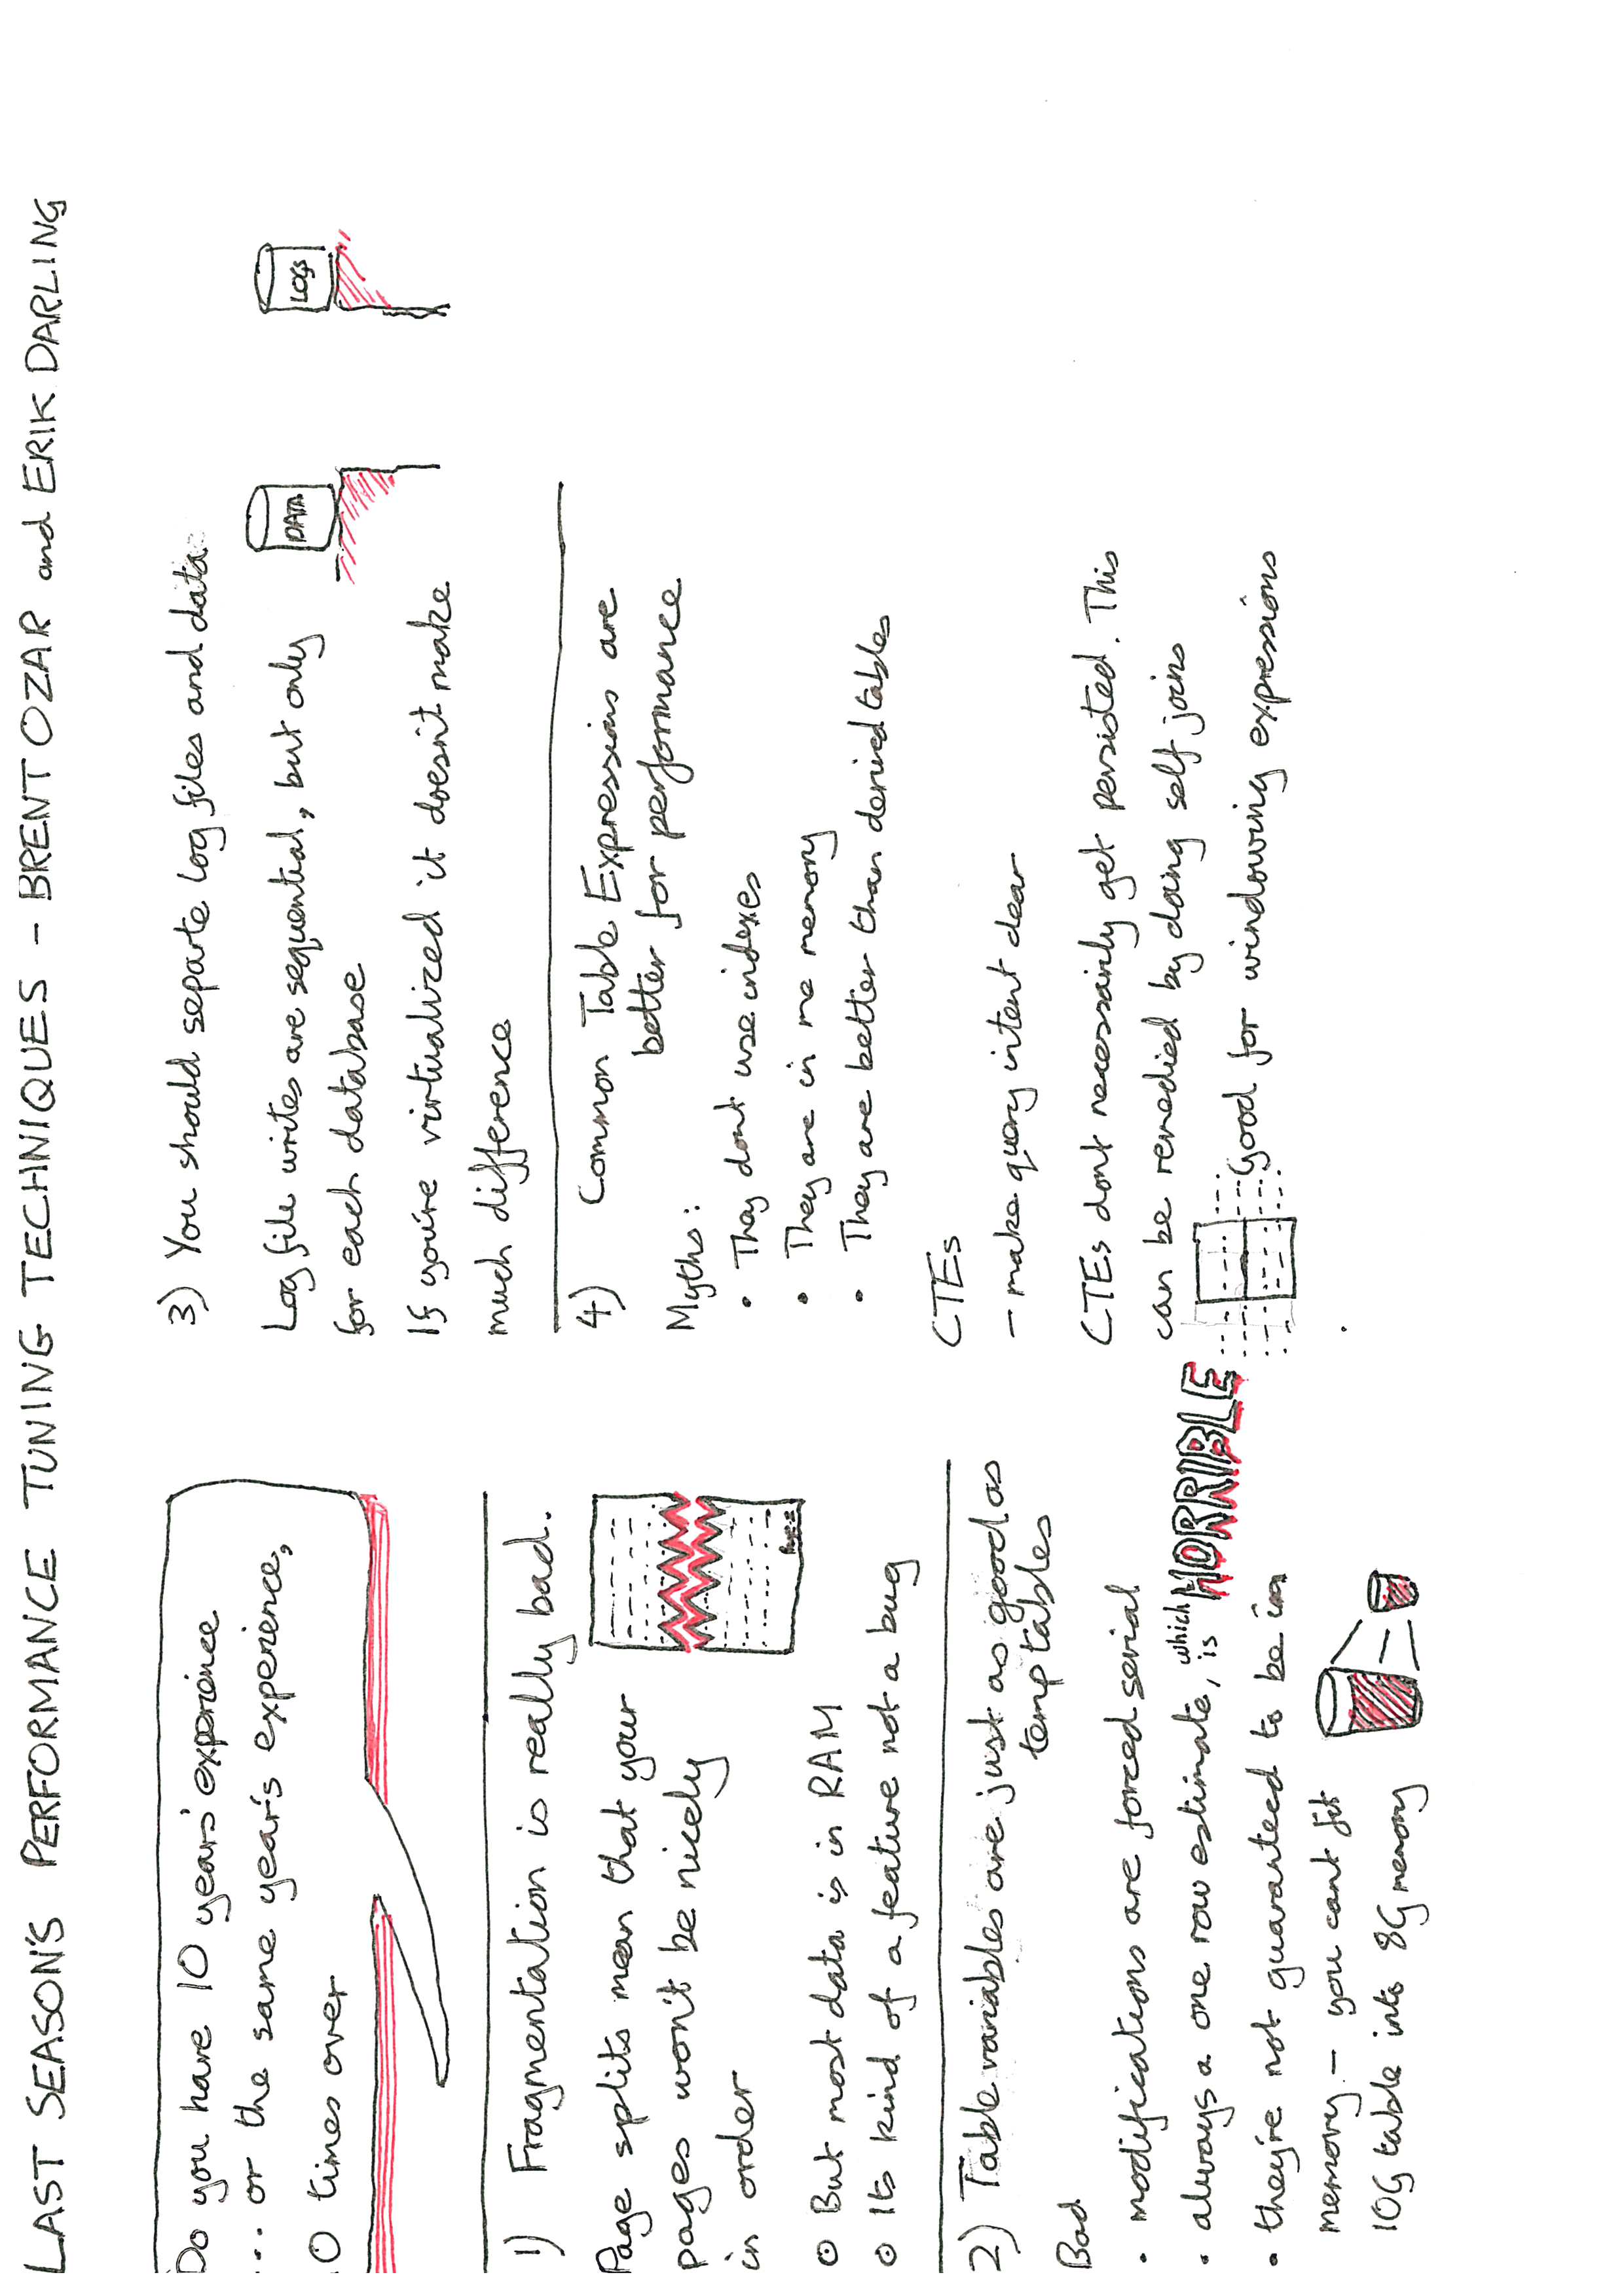 LAST SEASON'S PERFORMANCE TUNING TECHNIQUES - BRENT OZAR and ERIK DARLING
Do you have 10 years' experience
... or the same year's experience,
0 times over
1) Fragmentation is really bad.
Page splits mean that your
pages won't be nicely
in order
But most data is in RAM
Its kind of a feature not a bug
2) Table variables are just as good as
temp tables
Bad
• modifications are forced serial
• always a one row estimate, which is HORRIBLE
• they're not guaranteed to be in
memory - you cant fit
10G table into 8G memory
3) You should separte log files and data
DATA
LOGS
Log file writes are sequential, but only
for each database
If you're virtualized it doesn't make
much difference
4) Common Table Expressions are
better for performance
Myths:
• They dont use indexes
• They are in me memory
• They are better than derived tables
CTEs
- make query intent clear
CTEs dont necessarily get persisted. This
can be remedied by doing self joins
Good for windowing expressions